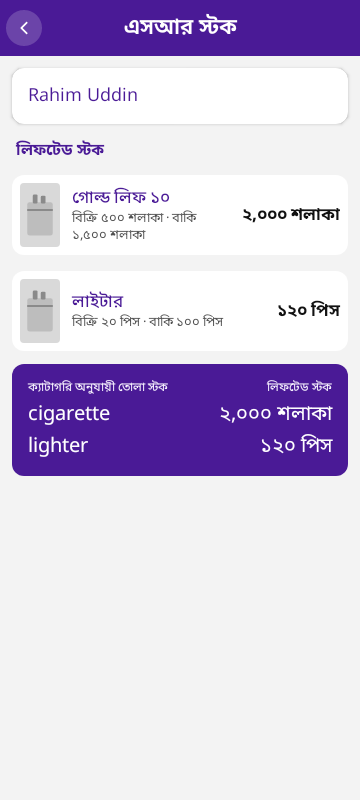 এসআর স্টক
Rahim Uddin
লিফটেড স্টক
গোল্ড লিফ ১০
বিক্রি ৫০০ শলাকা · বাকি
১,৫০০ শলাকা
২,০০০ শলাকা
লাইটার
বিক্রি ২০ পিস · বাকি ১০০ পিস
১২০ পিস
ক্যাটাগরি অনুযায়ী তোলা স্টক লিফটেড স্টক
cigarette ২,০০০ শলাকা
lighter ১২০ পিস